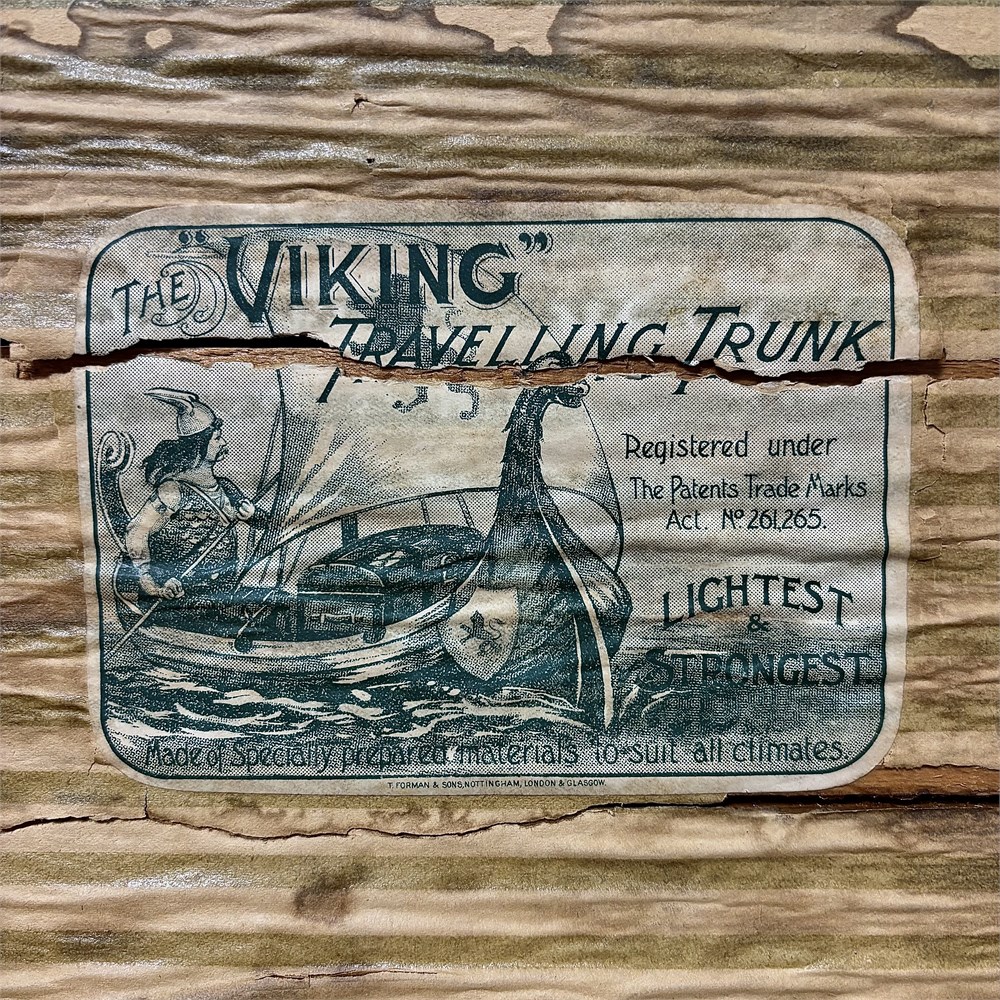 THE "VIKING"
TRAVELLING TRUNK
Registered under
The Patents Trade Marks
Act. Nº 261,265.
LIGHTEST
&
STRONGEST.
Made of Specially prepared materials to suit all climates.
T. FORMAN & SONS, NOTTINGHAM, LONDON & GLASGOW.